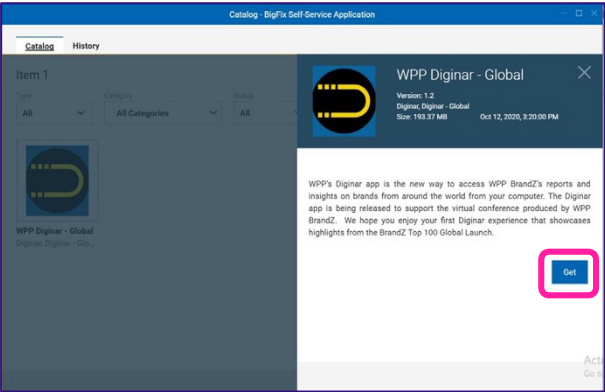 Catalog - BigFix Self-Service Application
Catalog History
Item 1
Type Category Status
All All Categories All
WPP Diginar - Global
Diginar, Diginar - Glo...
WPP Diginar - Global
Version: 1.2
Diginar, Diginar - Global
Size: 193.37 MB Oct 12, 2020, 3:20:00 PM
WPP's Diginar app is the new way to access WPP BrandZ's reports and
insights on brands from around the world from your computer. The Diginar
app is being released to support the virtual conference produced by WPP
BrandZ. We hope you enjoy your first Diginar experience that showcases
highlights from the BrandZ Top 100 Global Launch.
Get
Acti
Go t